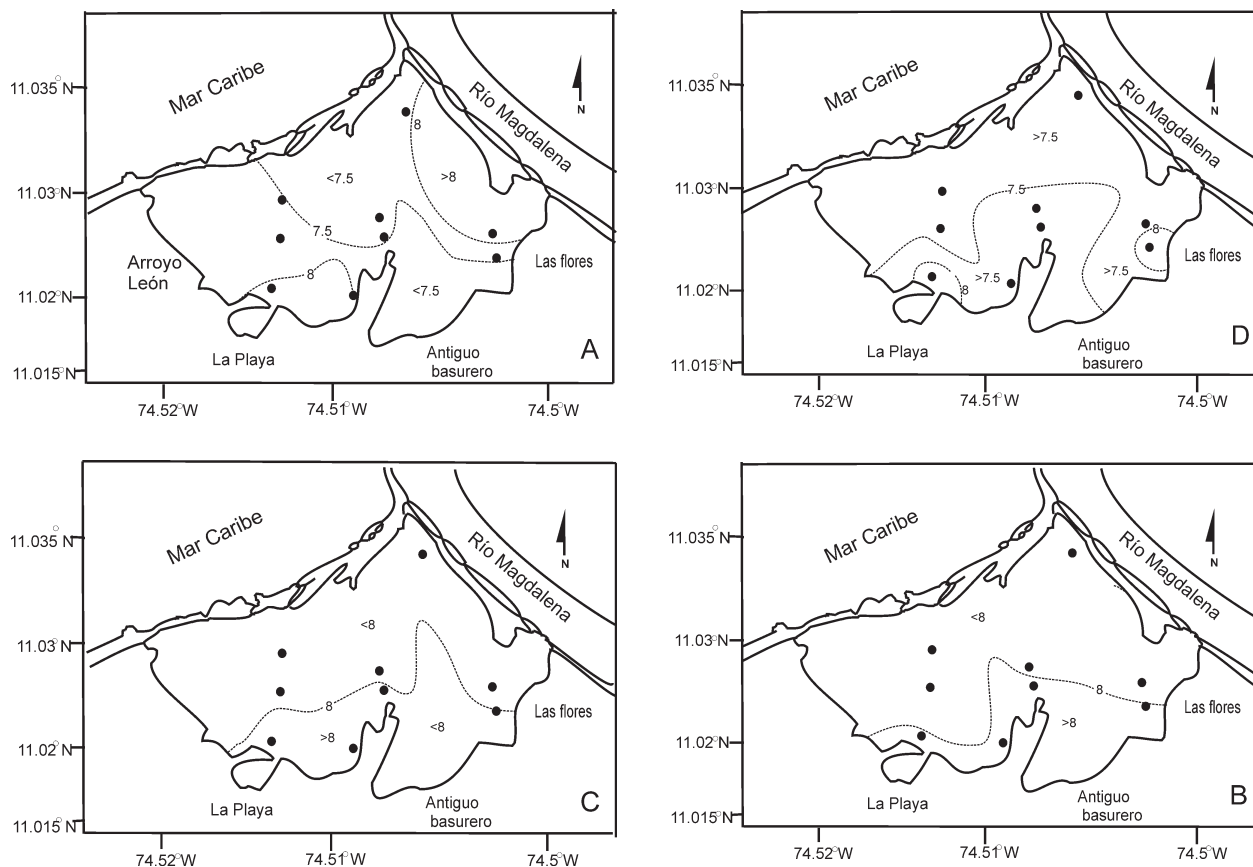 11.035°
Mar Caribe
Río Magdalena
N
8
<7.5
>8
11.03°N
7.5
Arroyo
León
8
Las flores
11.02°N
<7.5
La Playa
Antiguo
basurero
A
11.015°N
74.52°W
74.51°W
74.5°W
11.035°
Mar Caribe
Río Magdalena
N
>7.5
11.03°N
7.5
8
Las flores
>7.5
>7.5
8
11.02°N
La Playa
Antiguo
basurero
D
11.015°N
74.52°W
74.51°W
74.5°W
11.035°N
Mar Caribe
Río Magdalena
N
<8
11.03°N
8
Las flores
<8
>8
11.02°N
La Playa
Antiguo
basurero
C
11.015°N
74.52°W
74.51°W
74.5°W
11.035°N
Mar Caribe
Río Magdalena
N
<8
11.03°N
8
Las flores
>8
11.02°N
La Playa
Antiguo
basurero
B
11.015°N
74.52°W
74.51°W
74.5°W